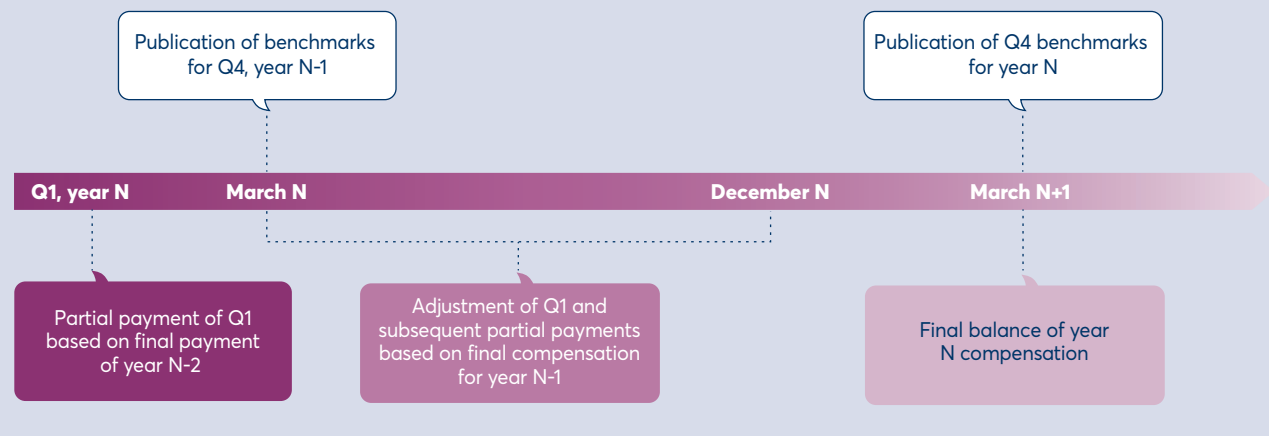 Publication of benchmarks
for Q4, year N-1
Publication of Q4 benchmarks
for year N
Q1, year N
March N
December N
March N+1
Partial payment of Q1
based on final payment
of year N-2
Adjustment of Q1 and
subsequent partial payments
based on final compensation
for year N-1
Final balance of year
N compensation